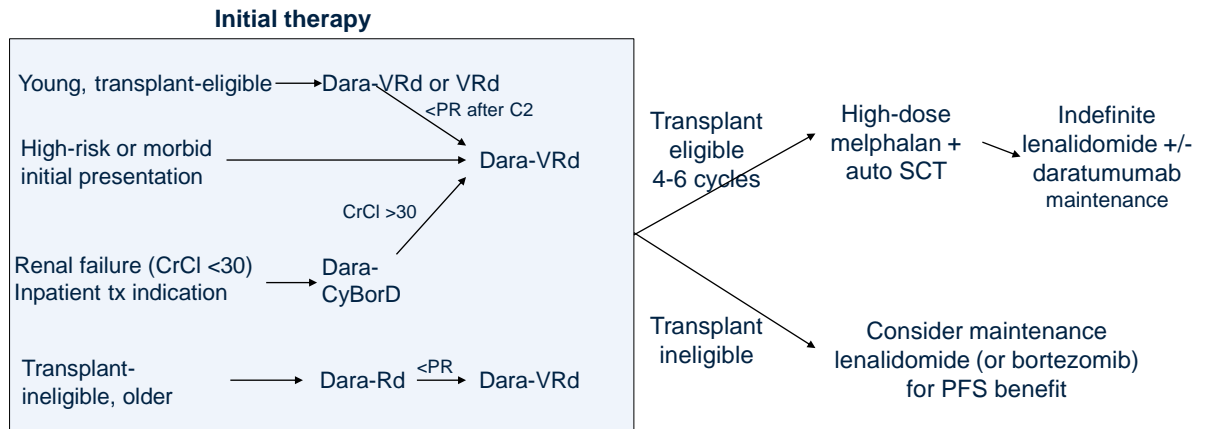 Initial therapy
Young, transplant-eligible
Dara-VRd or VRd
<PR after C2
High-risk or morbid
initial presentation
Dara-VRd
CrCl >30
Renal failure (CrCl <30)
Inpatient tx indication
Dara-
CyBorD
Transplant-
ineligible, older
Dara-Rd
<PR
Dara-VRd
Transplant
eligible
4-6 cycles
High-dose
melphalan +
auto SCT
Indefinite
lenalidomide +/-
daratumumab
maintenance
Transplant
ineligible
Consider maintenance
lenalidomide (or bortezomib)
for PFS benefit